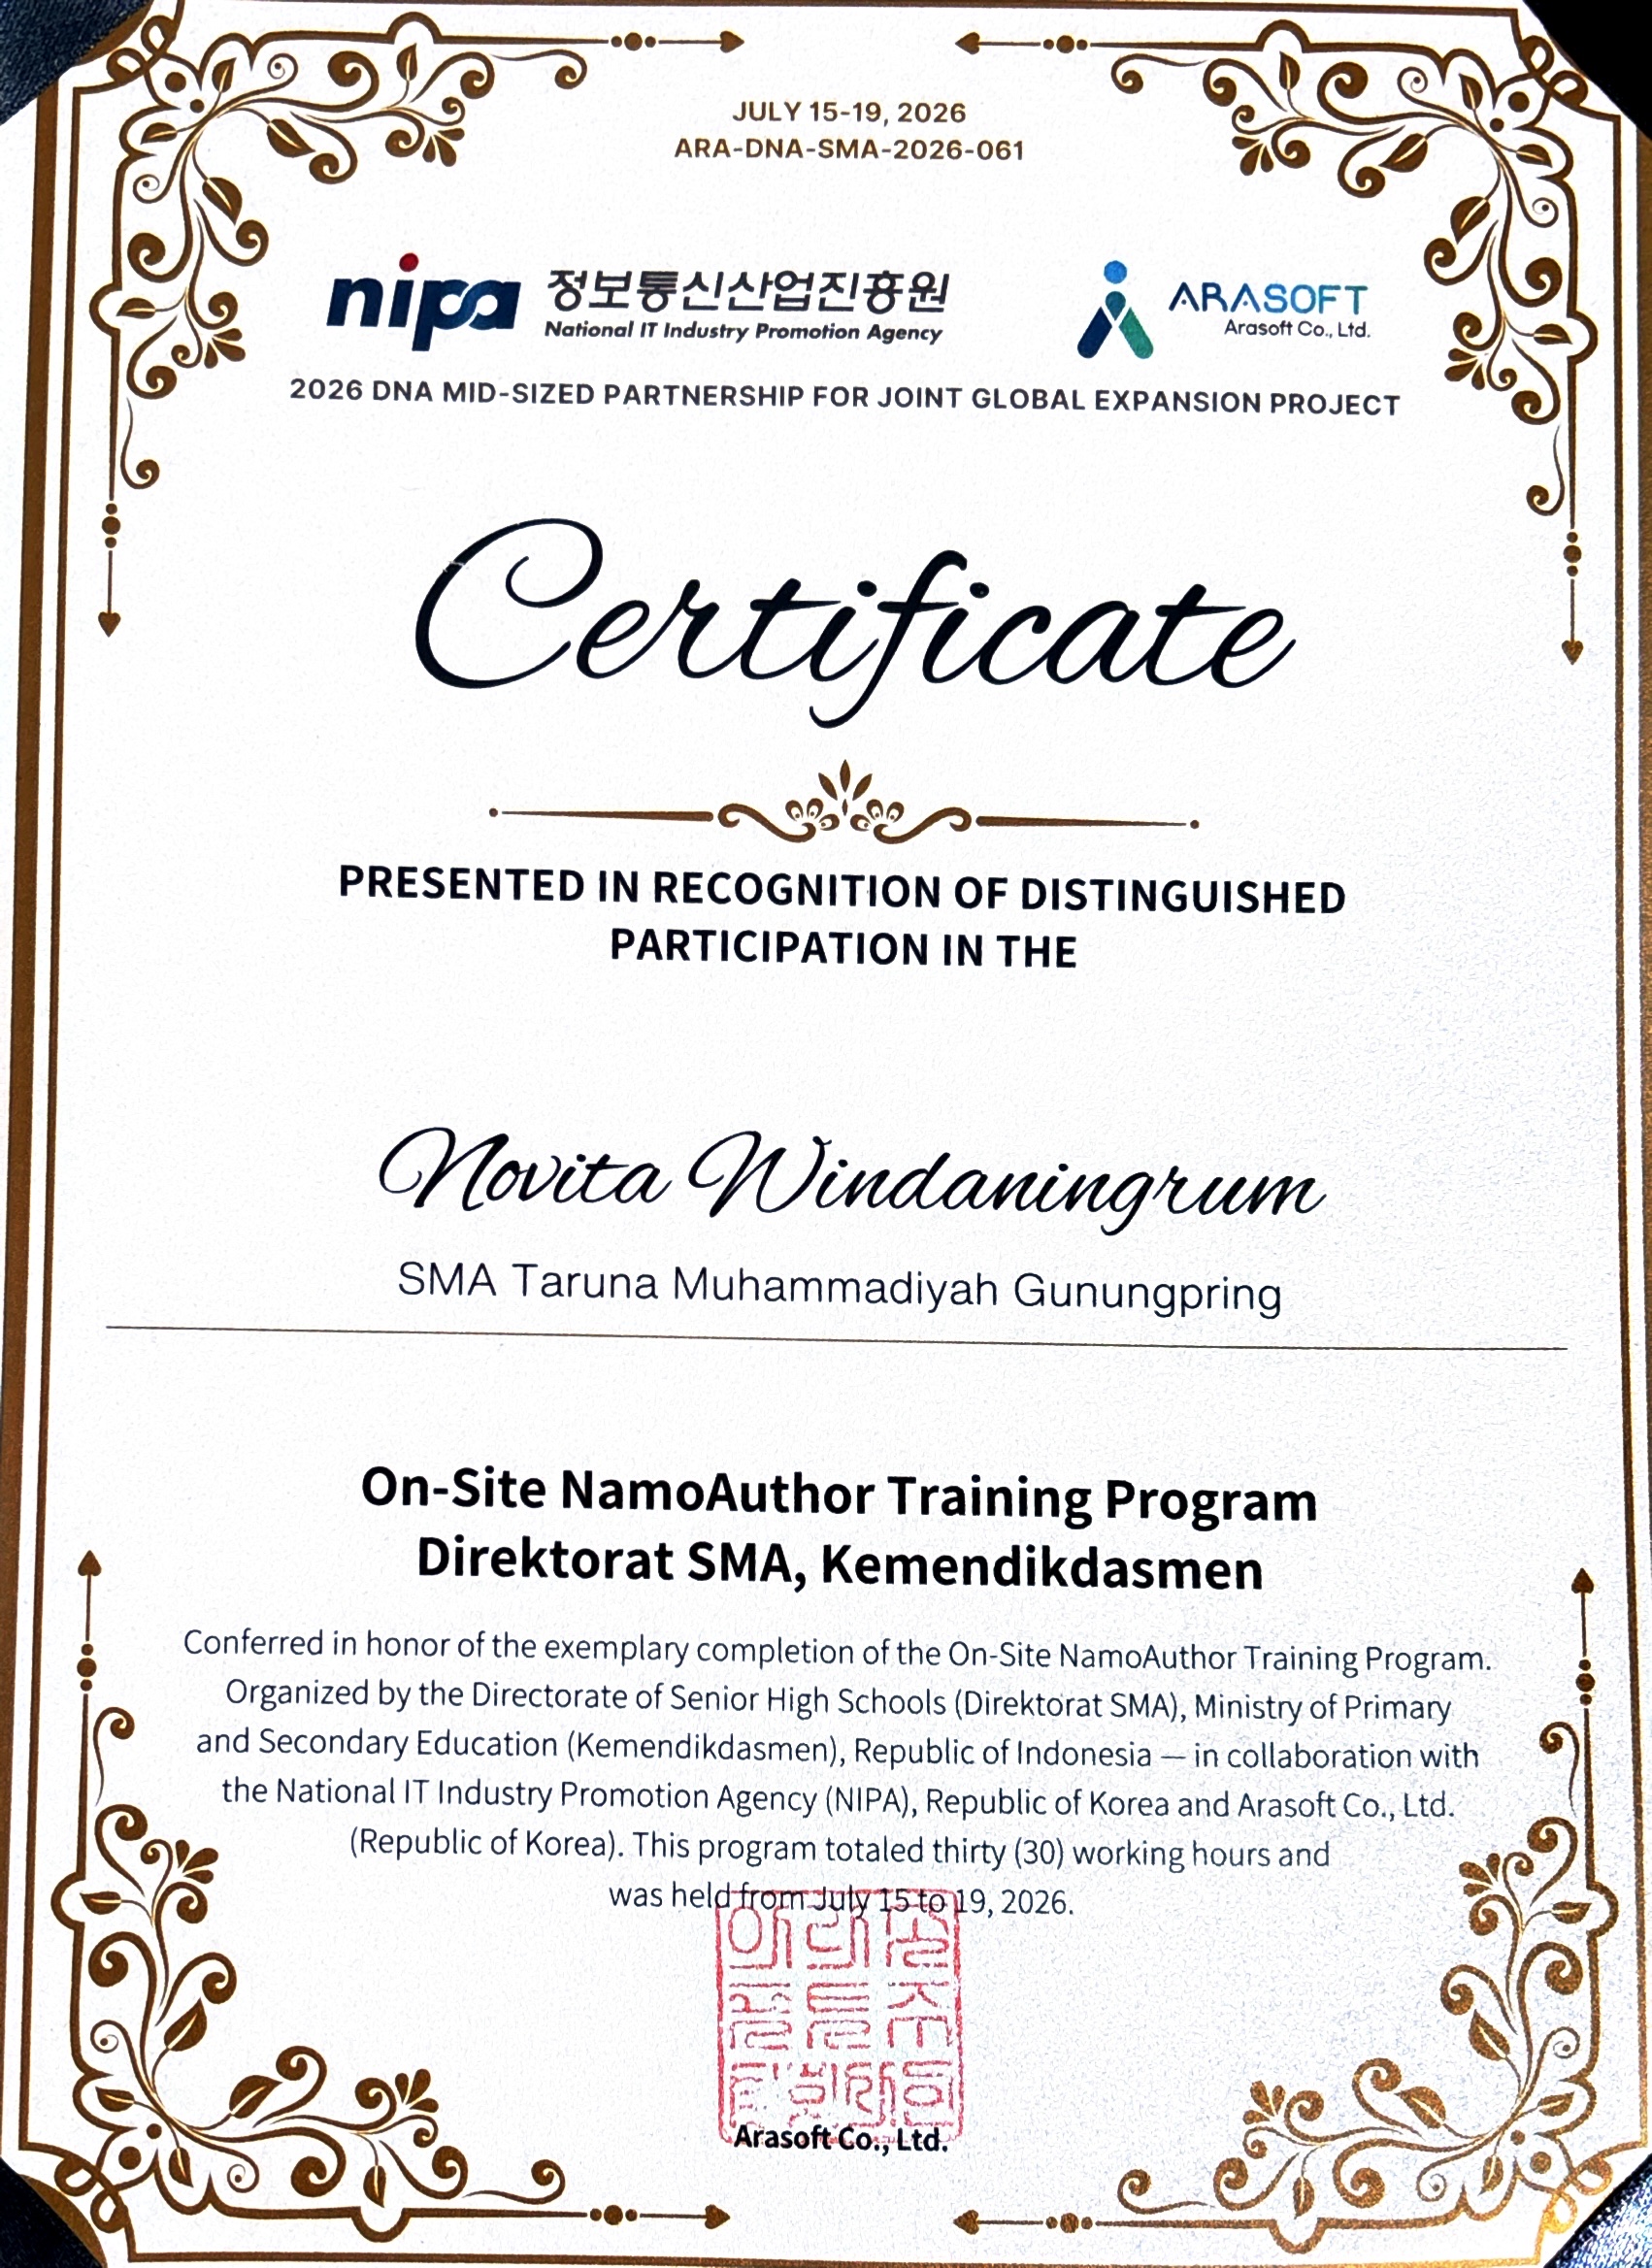 JULY 15-19, 2026
ARA-DNA-SMA-2026-061
nipa 정보통신산업진흥원
National IT Industry Promotion Agency
ARASOFT
Arasoft Co., Ltd.
2026 DNA MID-SIZED PARTNERSHIP FOR JOINT GLOBAL EXPANSION PROJECT
Certificate
PRESENTED IN RECOGNITION OF DISTINGUISHED
PARTICIPATION IN THE
Novita Windaningrum
SMA Taruna Muhammadiyah Gunungpring
On-Site NamoAuthor Training Program
Direktorat SMA, Kemendikdasmen
Conferred in honor of the exemplary completion of the On-Site NamoAuthor Training Program.
Organized by the Directorate of Senior High Schools (Direktorat SMA), Ministry of Primary
and Secondary Education (Kemendikdasmen), Republic of Indonesia — in collaboration with
the National IT Industry Promotion Agency (NIPA), Republic of Korea and Arasoft Co., Ltd.
(Republic of Korea). This program totaled thirty (30) working hours and
was held from July 15 to 19, 2026.
Arasoft Co., Ltd.